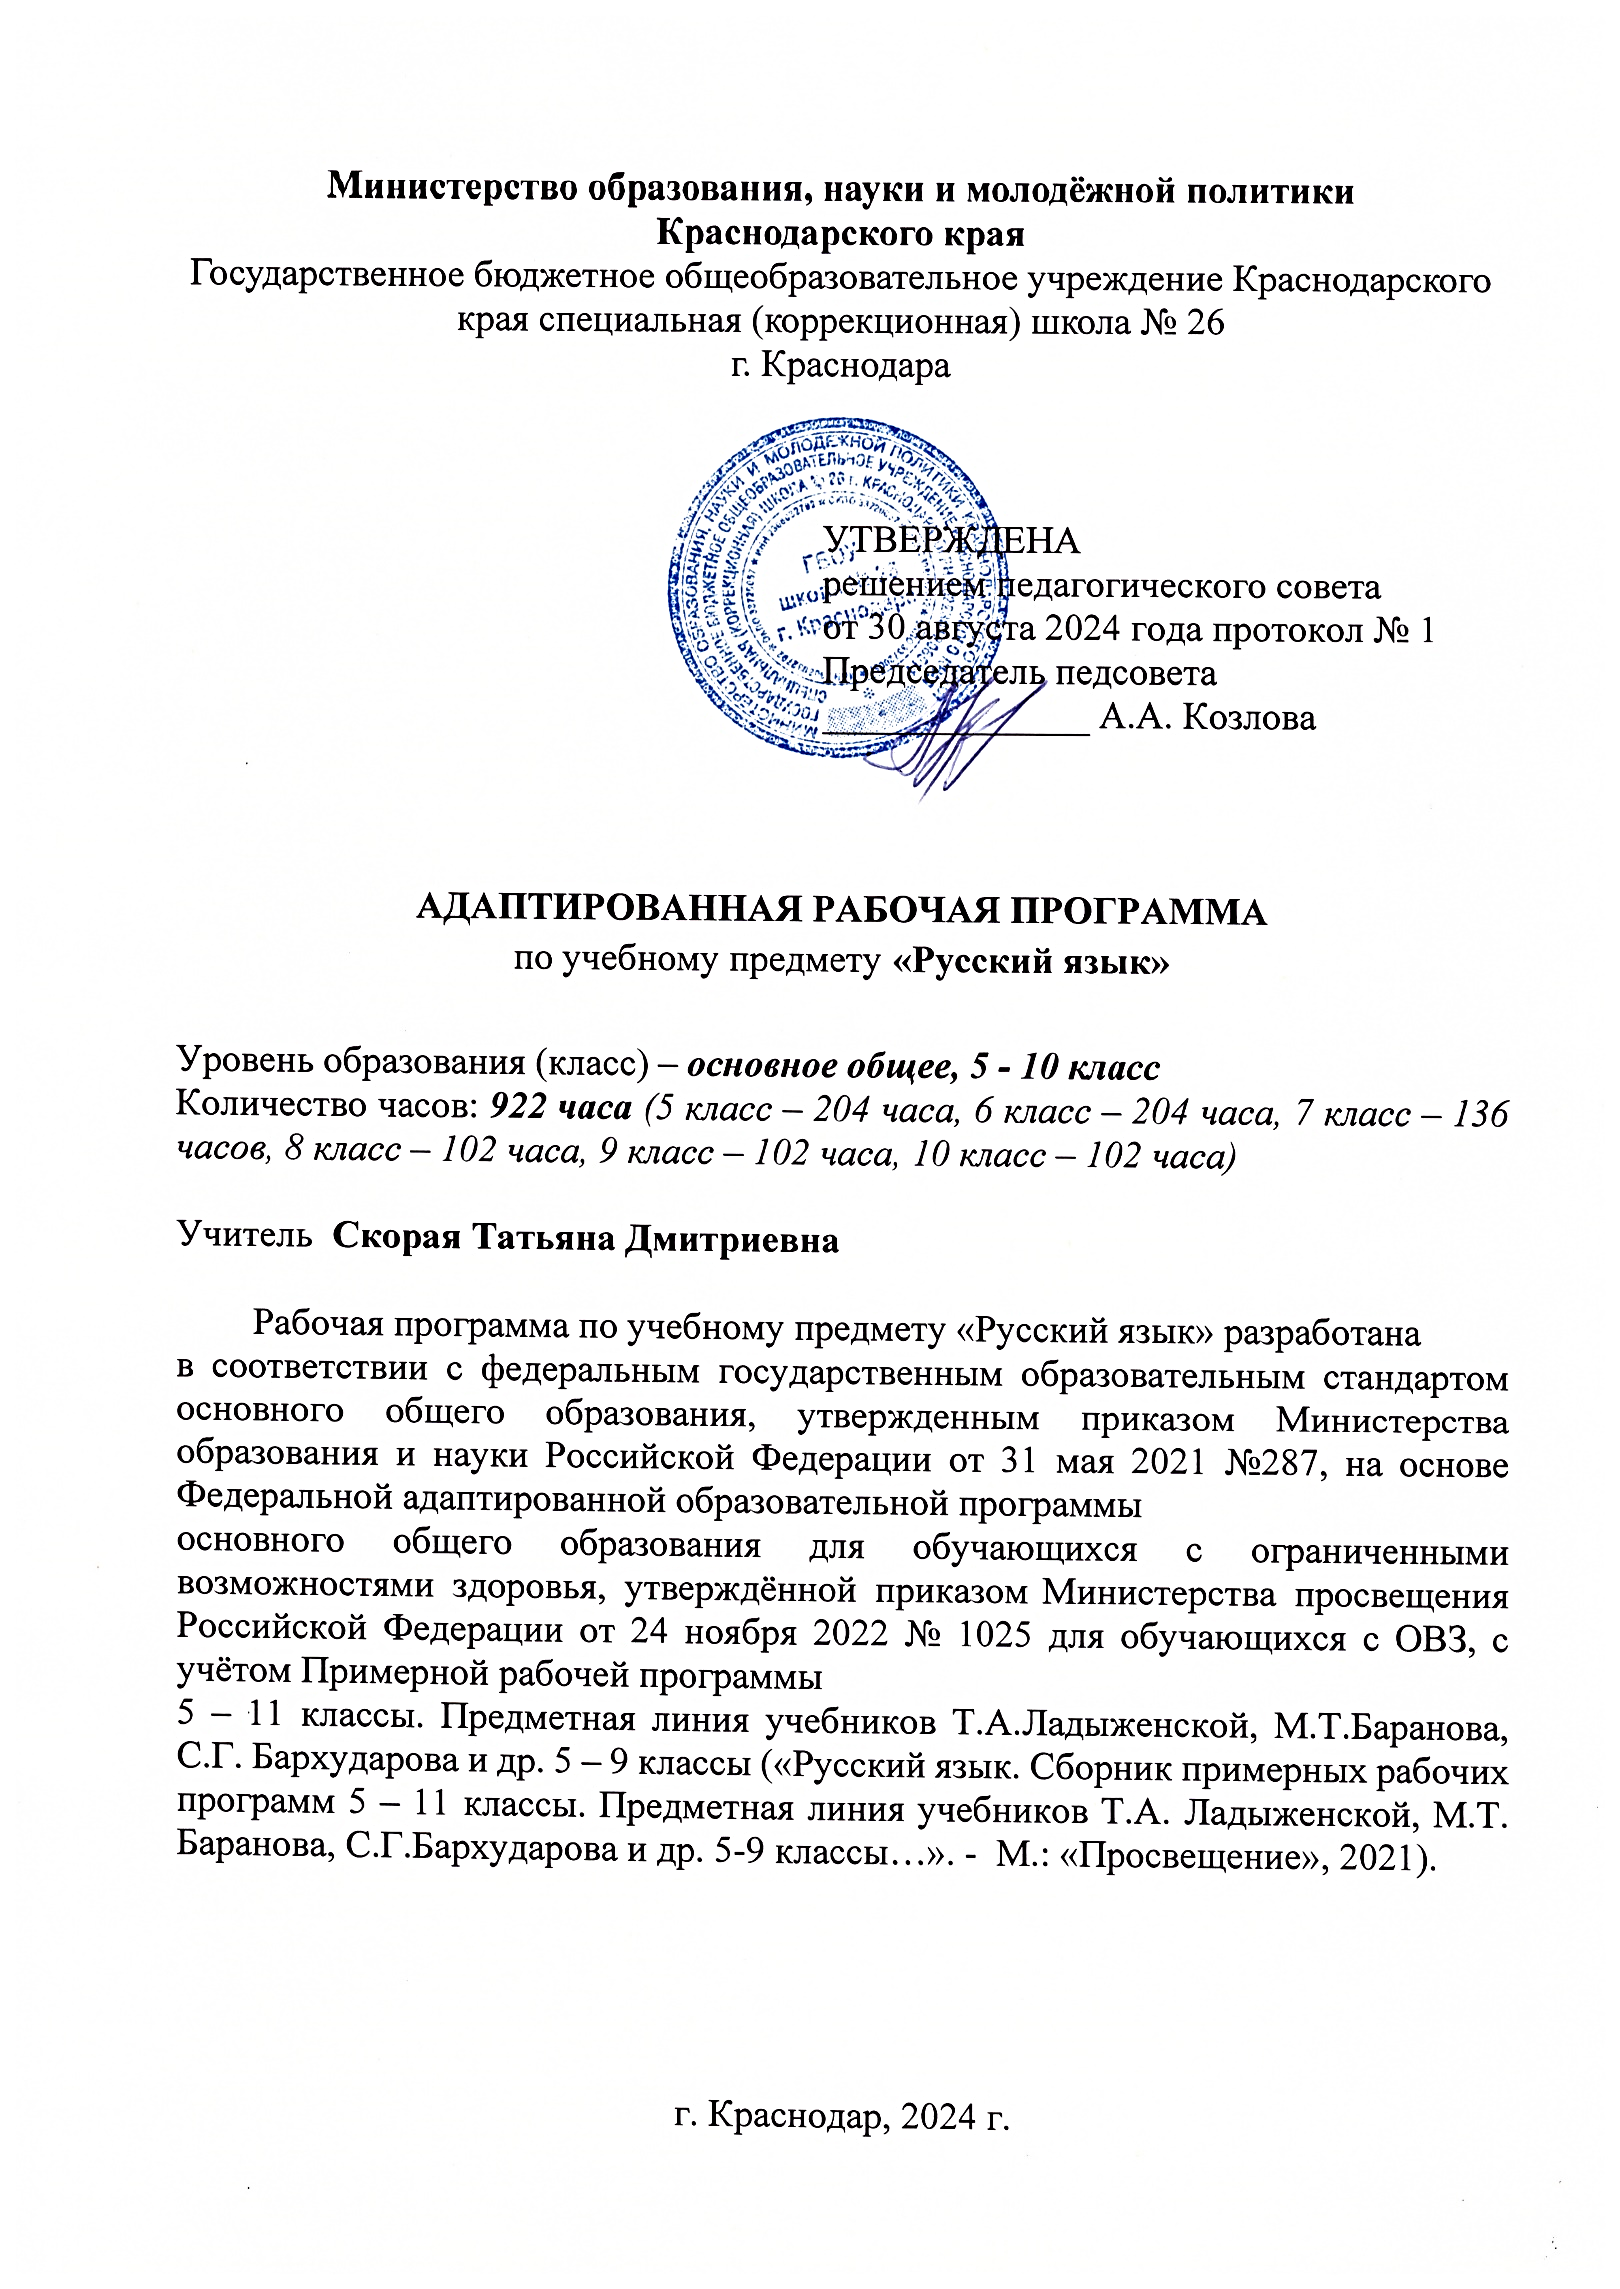 Министерство образования, науки и молодёжной политики
Краснодарского края
Государственное бюджетное общеобразовательное учреждение Краснодарского
края специальная (коррекционная) школа № 26
г. Краснодара
УТВЕРЖДЕНА
решением педагогического совета
от 30 августа 2024 года протокол № 1
Председатель педсовета
А.А. Козлова
АДАПТИРОВАННАЯ РАБОЧАЯ ПРОГРАММА
по учебному предмету «Русский язык»
Уровень образования (класс) – основное общее, 5 - 10 класс
Количество часов: 922 часа (5 класс – 204 часа, 6 класс – 204 часа, 7 класс – 136
часов, 8 класс – 102 часа, 9 класс – 102 часа, 10 класс – 102 часа)
Учитель Скорая Татьяна Дмитриевна
Рабочая программа по учебному предмету «Русский язык» разработана
в соответствии с федеральным государственным образовательным стандартом
основного общего образования, утвержденным приказом Министерства
образования и науки Российской Федерации от 31 мая 2021 №287, на основе
Федеральной адаптированной образовательной программы
основного общего образования для обучающихся с ограниченными
возможностями здоровья, утверждённой приказом Министерства просвещения
Российской Федерации от 24 ноября 2022 № 1025 для обучающихся с ОВЗ, с
учётом Примерной рабочей программы
5 – 11 классы. Предметная линия учебников Т.А.Ладыженской, М.Т.Баранова,
С.Г. Бархударова и др. 5 – 9 классы («Русский язык. Сборник примерных рабочих
программ 5 – 11 классы. Предметная линия учебников Т.А. Ладыженской, М.Т.
Баранова, С.Г.Бархударова и др. 5-9 классы…». - М.: «Просвещение», 2021).
г. Краснодар, 2024 г.